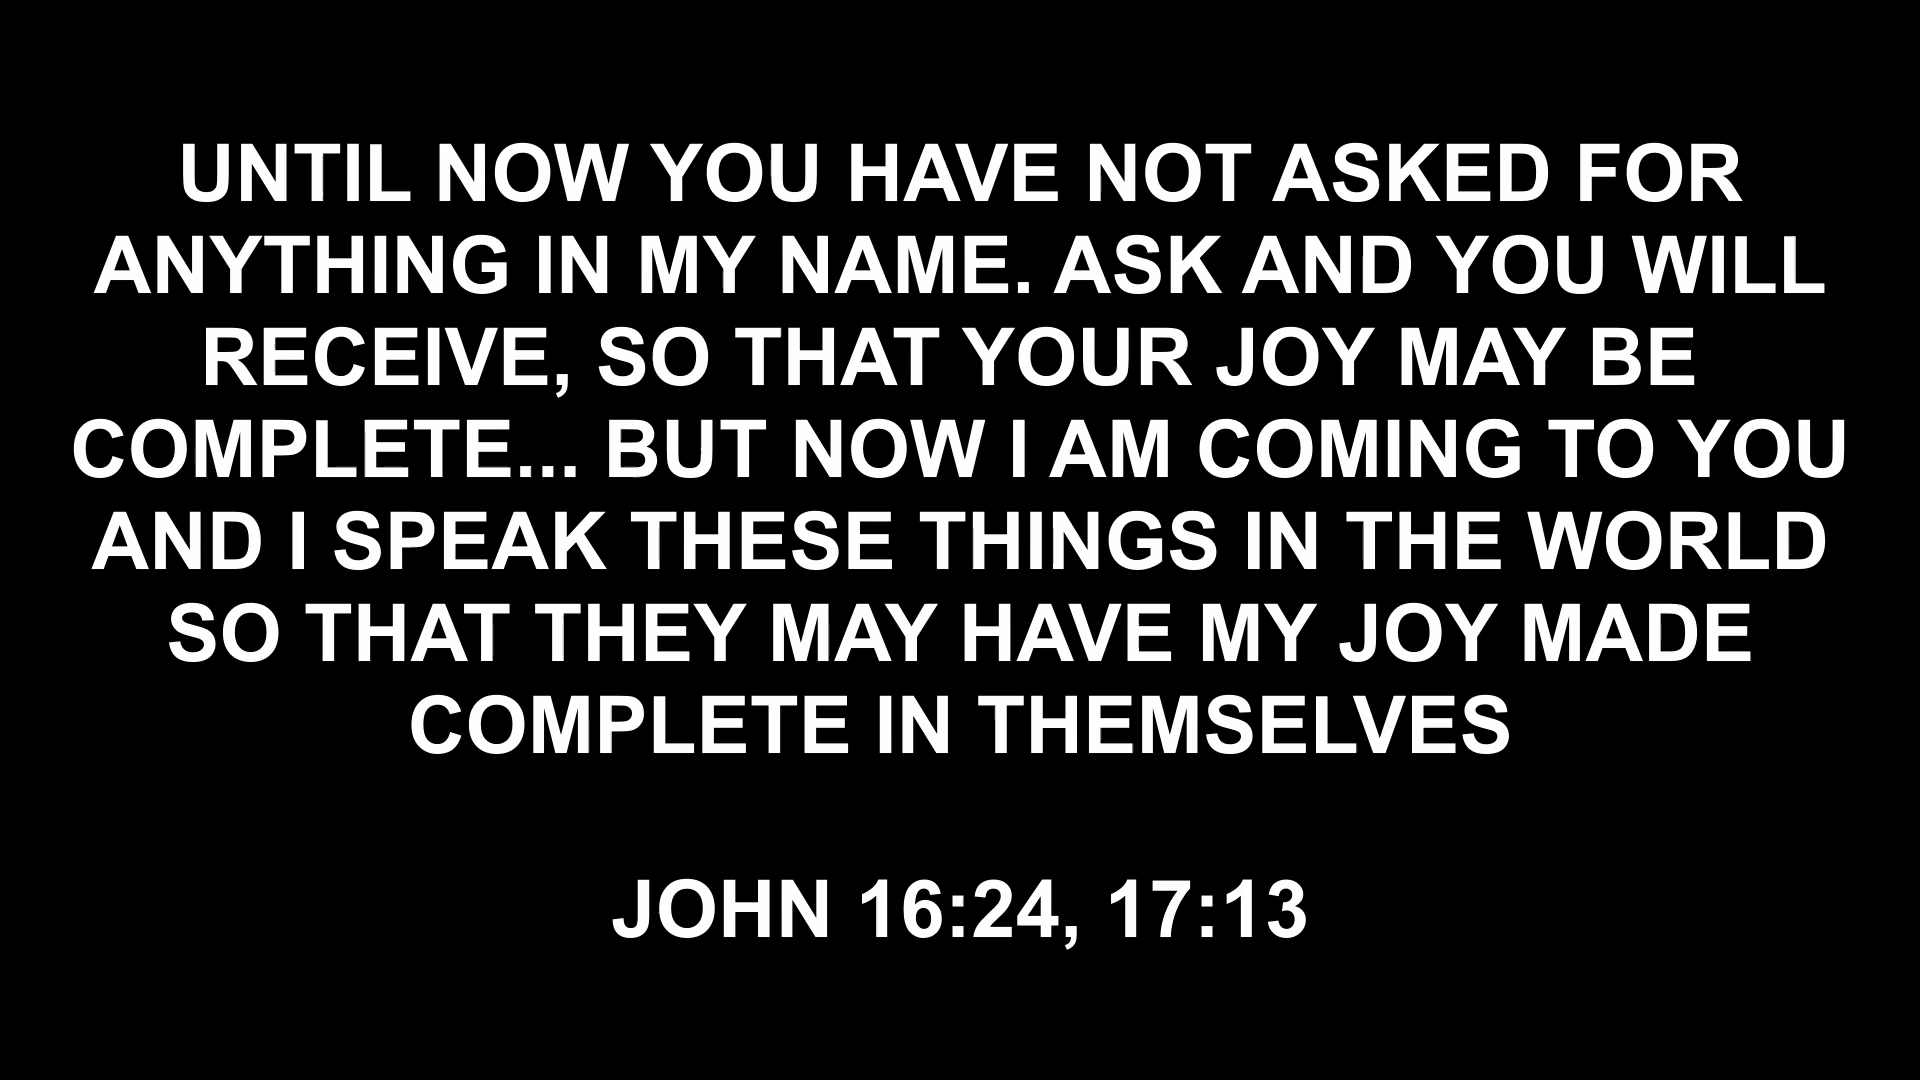 UNTIL NOW YOU HAVE NOT ASKED FOR
ANYTHING IN MY NAME. ASK AND YOU WILL
RECEIVE, SO THAT YOUR JOY MAY BE
COMPLETE... BUT NOW I AM COMING TO YOU
AND I SPEAK THESE THINGS IN THE WORLD
SO THAT THEY MAY HAVE MY JOY MADE
COMPLETE IN THEMSELVES
JOHN 16:24, 17:13